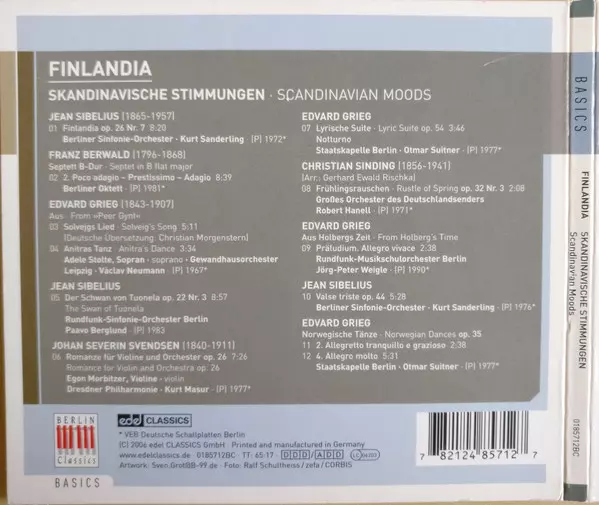 FINLANDIA
SKANDINAVISCHE STIMMUNGEN · SCANDINAVIAN MOODS
JEAN SIBELIUS (1865-1957)
01 Finlandia op. 26 Nr. 7 8:20
Berliner Sinfonie-Orchester · Kurt Sanderling (P) 1972*
FRANZ BERWALD (1796-1868)
Septett B-Dur · Septet in B flat major
02 2. Poco adagio – Prestissimo – Adagio 8:39
Berliner Oktett · (P) 1981*
EDVARD GRIEG (1843-1907)
Aus · From «Peer Gynt»
03 Solvejgs Lied · Solveig's Song 5:11
(Deutsche Übersetzung: Christian Morgenstern)
04 Anitras Tanz · Anitra's Dance 3:34
Adele Stolte, Sopran · soprano · Gewandhausorchester
Leipzig · Václav Neumann (P) 1967*
JEAN SIBELIUS
05 Der Schwan von Tuonela op. 22 Nr. 3 8:57
The Swan of Tuonela
Rundfunk-Sinfonie-Orchester Berlin
Paavo Berglund (P) 1983
JOHAN SEVERIN SVENDSEN (1840-1911)
06 Romanze für Violine und Orchester op. 26 7:26
Romance for Violin and Orchestra op. 26
Egon Morbitzer, Violine · violin
Dresdner Philharmonie · Kurt Masur (P) 1977*
EDVARD GRIEG
07 Lyrische Suite · Lyric Suite op. 54 3:46
Notturno
Staatskapelle Berlin · Otmar Suitner (P) 1977*
CHRISTIAN SINDING (1856-1941)
(Arr.: Gerhard Ewald Rischka)
08 Frühlingsrauschen · Rustle of Spring op. 32 Nr. 3 2:08
Großes Orchester des Deutschlandsenders
Robert Hanell (P) 1971*
EDVARD GRIEG
Aus Holbergs Zeit · From Holberg's Time
09 Präludium. Allegro vivace 2:38
Rundfunk-Musikschulorchester Berlin
Jörg-Peter Weigle (P) 1990*
JEAN SIBELIUS
10 Valse triste op. 44 5:28
Berliner Sinfonie-Orchester · Kurt Sanderling (P) 1976*
EDVARD GRIEG
Norwegische Tänze · Norwegian Dances op. 35
11 2. Allegretto tranquillo e grazioso 2:38
12 4. Allegro molto 5:31
Staatskapelle Berlin · Otmar Suitner (P) 1977*
BERLIN
Classics
BASICS
edel CLASSICS
* VEB Deutsche Schallplatten Berlin
(C) 2006 edel CLASSICS GmbH · Printed and manufactured in Germany
www.edelclassics.de · 0185712BC · TT: 65:17 · DDD/ADD · LC 06203
Artwork: Sven.Grot@BB-99.de · Foto: Ralf Schultheiss / zefa / CORBIS
7 82124 85712 7
BASICS
FINLANDIA SKANDINAVISCHE STIMMUNGEN
Scandinavian Moods
0185712BC